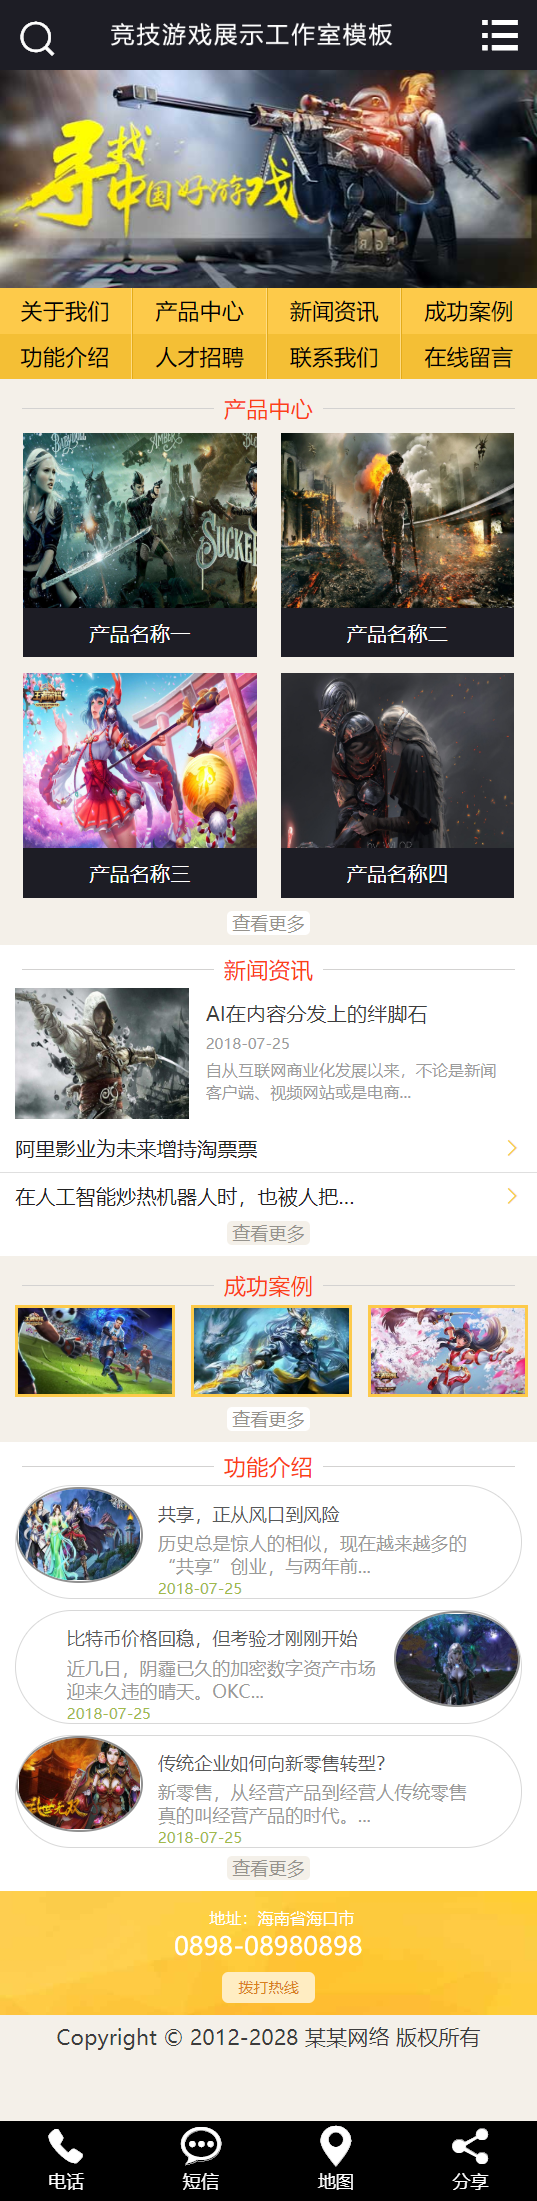 竞技游戏展示工作室模板
寻找
中国好游戏
关于我们 产品中心 新闻资讯 成功案例
功能介绍 人才招聘 联系我们 在线留言
产品中心
BABYDOLL AMBER
SUCKER
产品名称一 产品名称二
王者荣耀
产品名称三 产品名称四
查看更多
新闻资讯
AI在内容分发上的绊脚石
2018-07-25
自从互联网商业化发展以来，不论是新闻
客户端、视频网站或是电商...
阿里影业为未来增持淘票票
在人工智能炒热机器人时，也被人把...
查看更多
成功案例
查看更多
功能介绍
共享，正从风口到风险
历史总是惊人的相似，现在越来越多的
“共享”创业，与两年前...
2018-07-25
比特币价格回稳，但考验才刚刚开始
近几日，阴霾已久的加密数字资产市场
迎来久违的晴天。OKC...
2018-07-25
乱世无双
传统企业如何向新零售转型？
新零售，从经营产品到经营人传统零售
真的叫经营产品的时代。...
2018-07-25
查看更多
地址：海南省海口市
0898-08980898
拨打热线
Copyright © 2012-2028 某某网络 版权所有
电话 短信 地图 分享